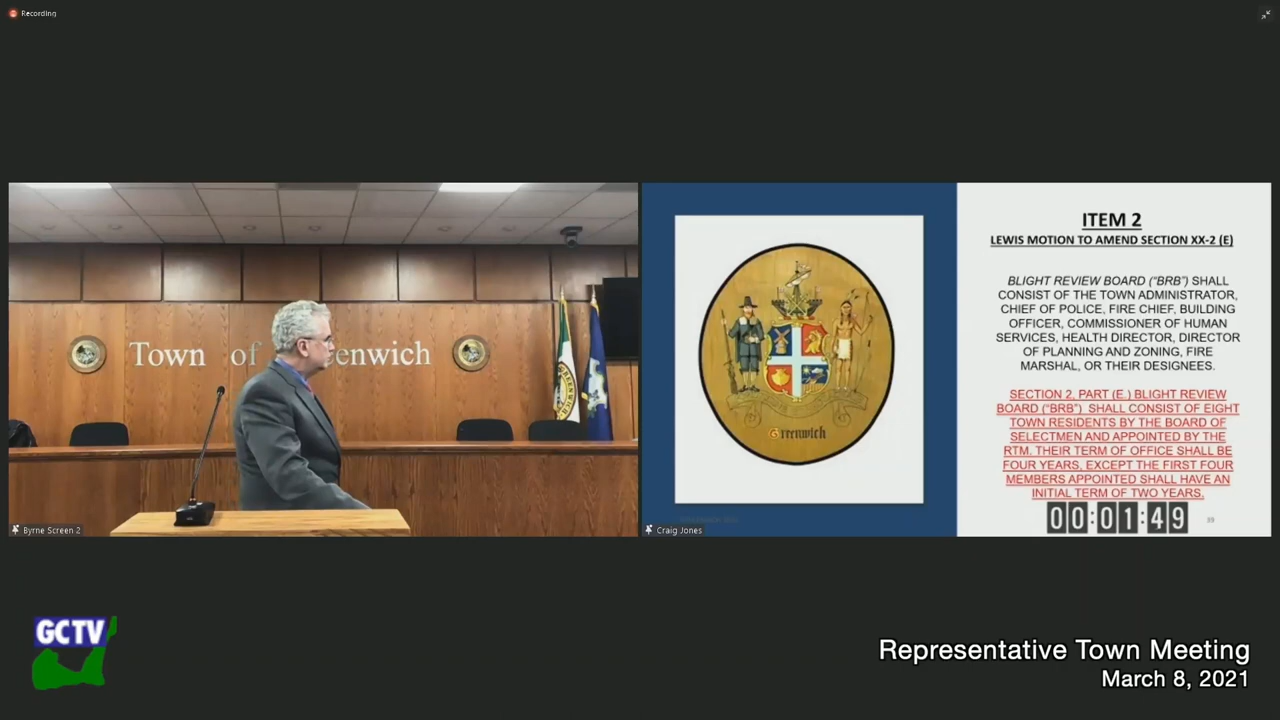 Recording
Town of enwich
GREENWICH
Byrne Screen 2
Greenwich
Craig Jones
ITEM 2
LEWIS MOTION TO AMEND SECTION XX-2 (E)
BLIGHT REVIEW BOARD ("BRB") SHALL
CONSIST OF THE TOWN ADMINISTRATOR,
CHIEF OF POLICE, FIRE CHIEF, BUILDING
OFFICER, COMMISSIONER OF HUMAN
SERVICES, HEALTH DIRECTOR, DIRECTOR
OF PLANNING AND ZONING, FIRE
MARSHAL, OR THEIR DESIGNEES.
SECTION 2, PART (E.) BLIGHT REVIEW
BOARD ("BRB") SHALL CONSIST OF EIGHT
TOWN RESIDENTS BY THE BOARD OF
SELECTMEN AND APPOINTED BY THE
RTM. THEIR TERM OF OFFICE SHALL BE
FOUR YEARS, EXCEPT THE FIRST FOUR
MEMBERS APPOINTED SHALL HAVE AN
INITIAL TERM OF TWO YEARS.
00:01:49
39
GCTV
Representative Town Meeting
March 8, 2021